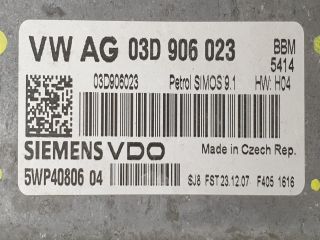 VW AG 03D 906 023 BBM
5414
03D906023 Petrol SIMOS 9.1 HW: H04
SIEMENS VDO Made in Czech Rep.
5WP40806 04 SJ8 FST 23.12.07 F405 1616